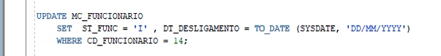 UPDATE MC_FUNCIONARIO
SET ST_FUNC = 'I' , DT_DESLIGAMENTO = TO_DATE (SYSDATE, 'DD/MM/YYYY')
WHERE CD_FUNCIONARIO = 14;